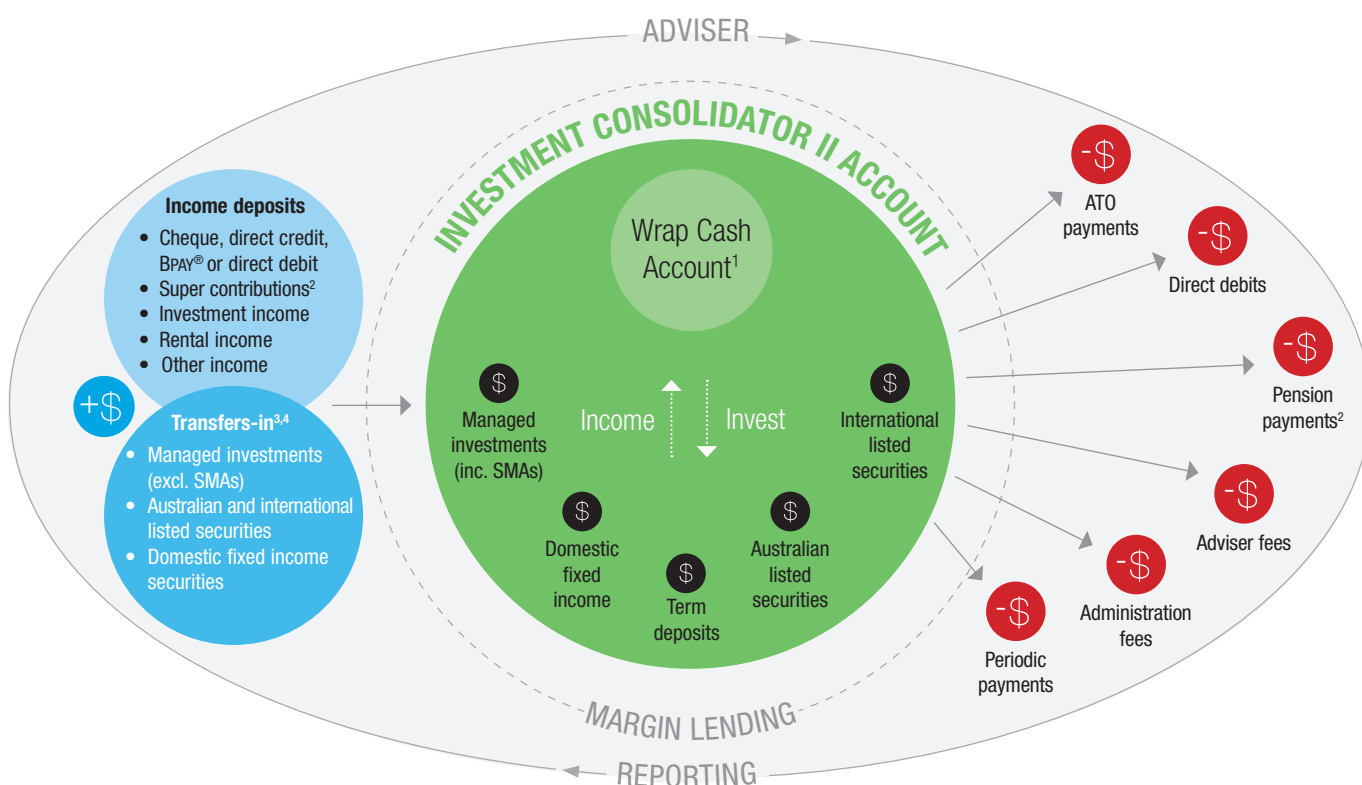 ADVISER
INVESTMENT CONSOLIDATOR II ACCOUNT
Income deposits
• Cheque, direct credit,
BPAY® or direct debit
• Super contributions²
• Investment income
• Rental income
• Other income
+$
Transfers-in³,⁴
• Managed investments
(excl. SMAs)
• Australian and international
listed securities
• Domestic fixed income
securities
Wrap Cash
Account¹
Income
Invest
$
Managed
investments
(inc. SMAs)
$
Domestic
fixed
income
$
Term
deposits
$
Australian
listed
securities
$
International
listed
securities
-$
ATO
payments
-$
Direct debits
-$
Pension
payments²
-$
Adviser fees
-$
Administration
fees
-$
Periodic
payments
MARGIN LENDING
REPORTING